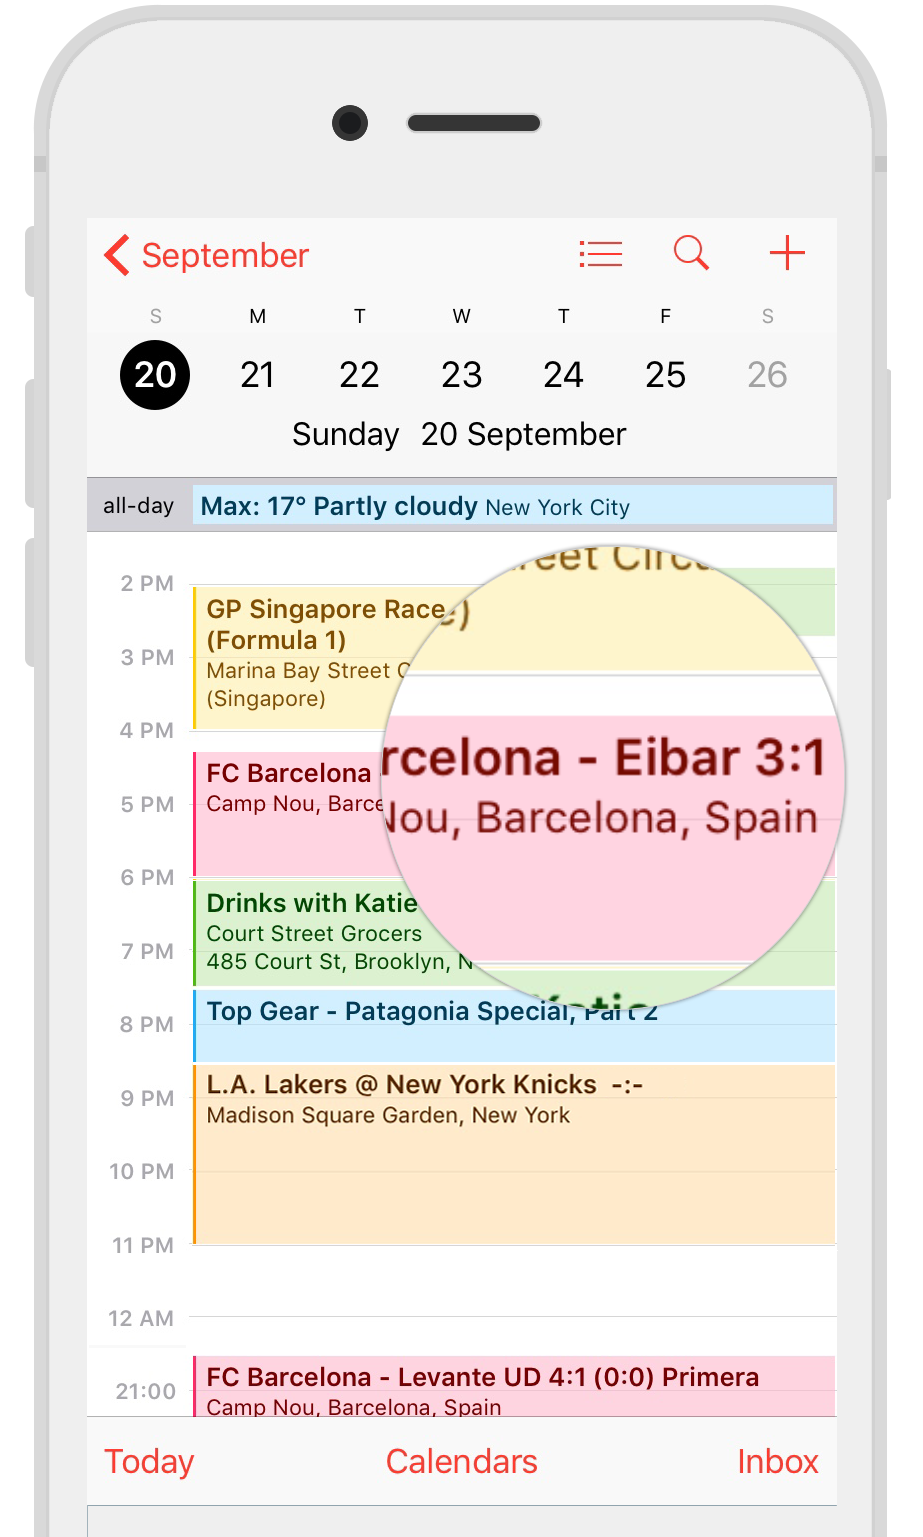 September
S M T W T F S
20 21 22 23 24 25 26
Sunday 20 September
all-day Max: 17° Partly cloudy New York City
2 PM
GP Singapore Race
(Formula 1)
3 PM
Marina Bay Street C
(Singapore)
4 PM
FC Barcelona
Camp Nou, Barce
5 PM
reet Circu
)
rcelona - Eibar 3:1
Nou, Barcelona, Spain
6 PM
Drinks with Katie
Court Street Grocers
7 PM
485 Court St, Brooklyn, N
Katie
Top Gear - Patagonia Special, Part 2
8 PM
L.A. Lakers @ New York Knicks -:-
9 PM
Madison Square Garden, New York
10 PM
11 PM
12 AM
FC Barcelona - Levante UD 4:1 (0:0) Primera
21:00
Camp Nou, Barcelona, Spain
Today Calendars Inbox